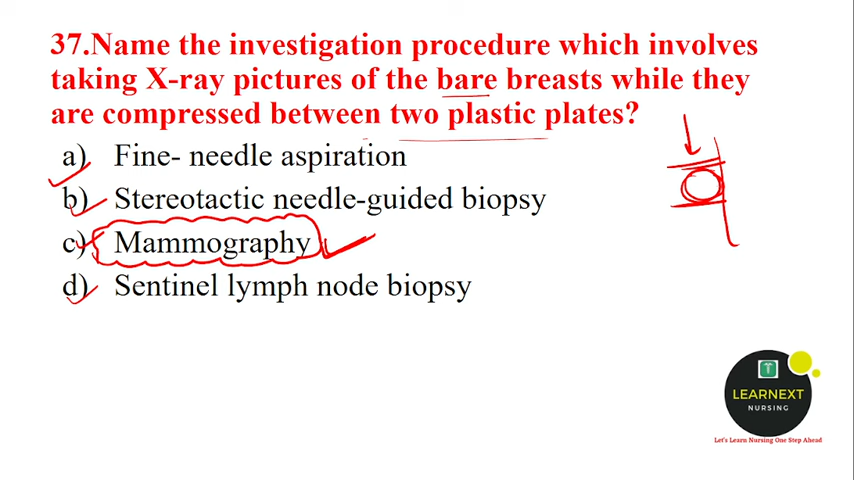 37.Name the investigation procedure which involves
taking X-ray pictures of the bare breasts while they
are compressed between two plastic plates?
a) Fine- needle aspiration
b) Stereotactic needle-guided biopsy
c) Mammography
d) Sentinel lymph node biopsy
LEARNEXT
NURSING
Let's Learn Nursing One Step Ahead